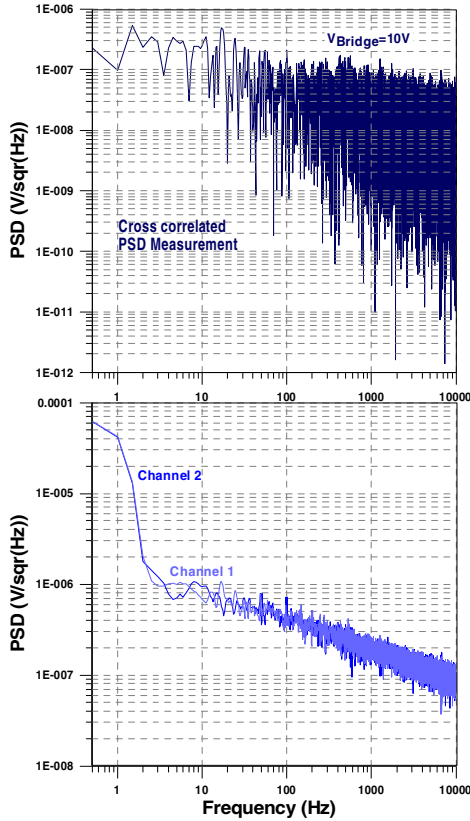 1E-006
VBridge=10V
1E-007
1E-008
PSD (V/sqr(Hz))
1E-009
Cross correlated
PSD Measurement
1E-010
1E-011
1E-012
1 10 100 1000 10000
0.0001
Channel 2
1E-005
PSD (V/sqr(Hz))
Channel 1
1E-006
1E-007
1E-008
1 10 100 1000 10000
Frequency (Hz)